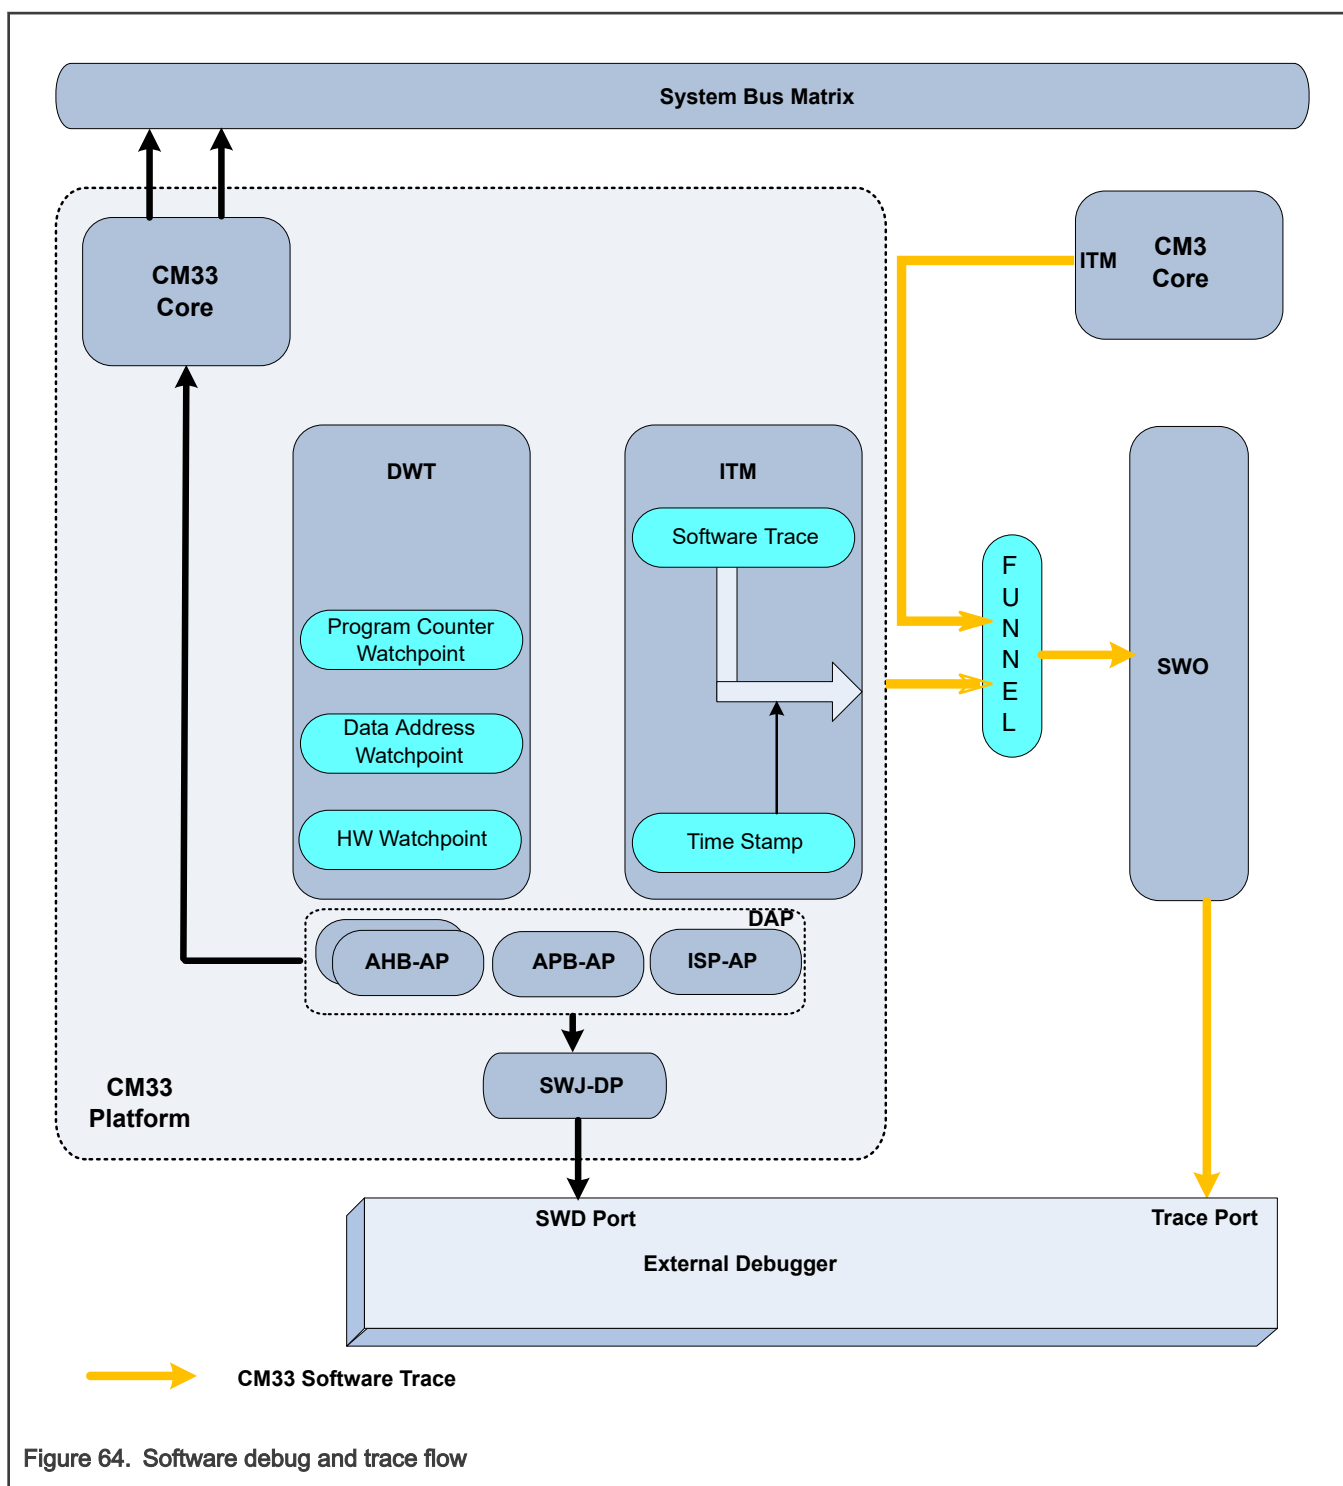 System Bus Matrix
CM33
Core
ITM
CM3
Core
DWT
ITM
Software Trace
Program Counter
Watchpoint
Data Address
Watchpoint
HW Watchpoint
Time Stamp
F
U
N
N
E
L
SWO
DAP
AHB-AP
APB-AP
ISP-AP
SWJ-DP
CM33
Platform
SWD Port
Trace Port
External Debugger
CM33 Software Trace
Figure 64. Software debug and trace flow